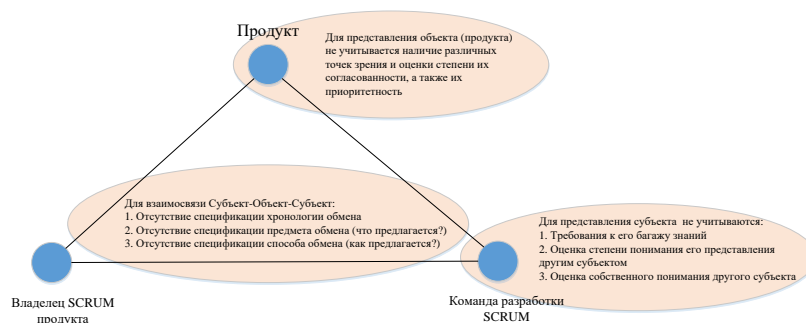 Продукт
Для представления объекта (продукта)
не учитывается наличие различных
точек зрения и оценки степени их
согласованности, а также их
приоритетность
Для взаимосвязи Субъект-Объект-Субъект:
1. Отсутствие спецификации хронологии обмена
2. Отсутствие спецификации предмета обмена (что предлагается?)
3. Отсутствие спецификации способа обмена (как предлагается?)
Для представления субъекта не учитываются:
1. Требования к его багажу знаний
2. Оценка степени понимания его представления
другим субъектом
3. Оценка собственного понимания другого субъекта
Владелец SCRUM
продукта
Команда разработки
SCRUM